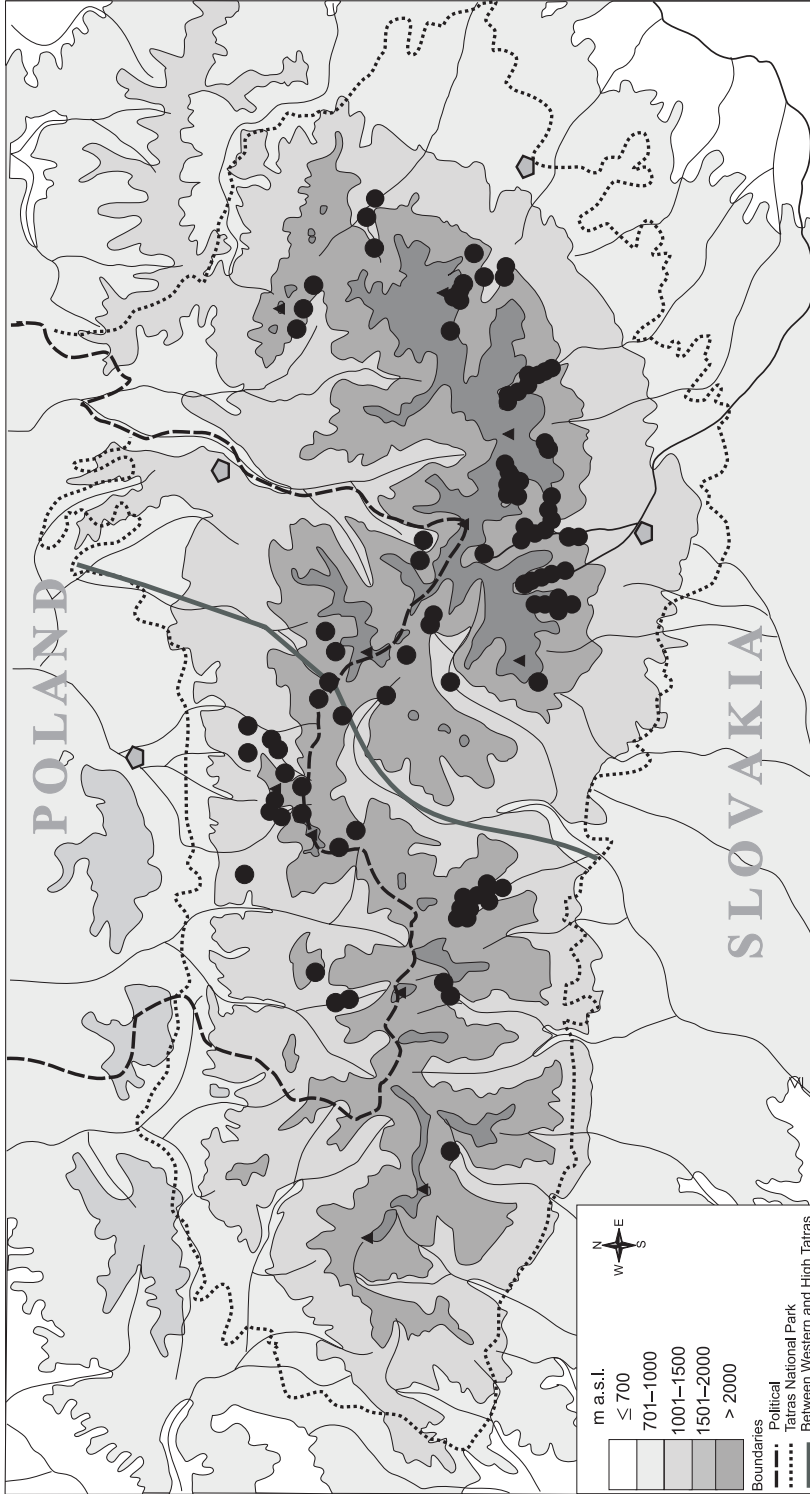 POLAND
SLOVAKIA
N
W
E
S
m a.s.l.
≤ 700
701–1000
1001–1500
1501–2000
> 2000
Boundaries
Political
Tatras National Park
Between Western and High Tatras